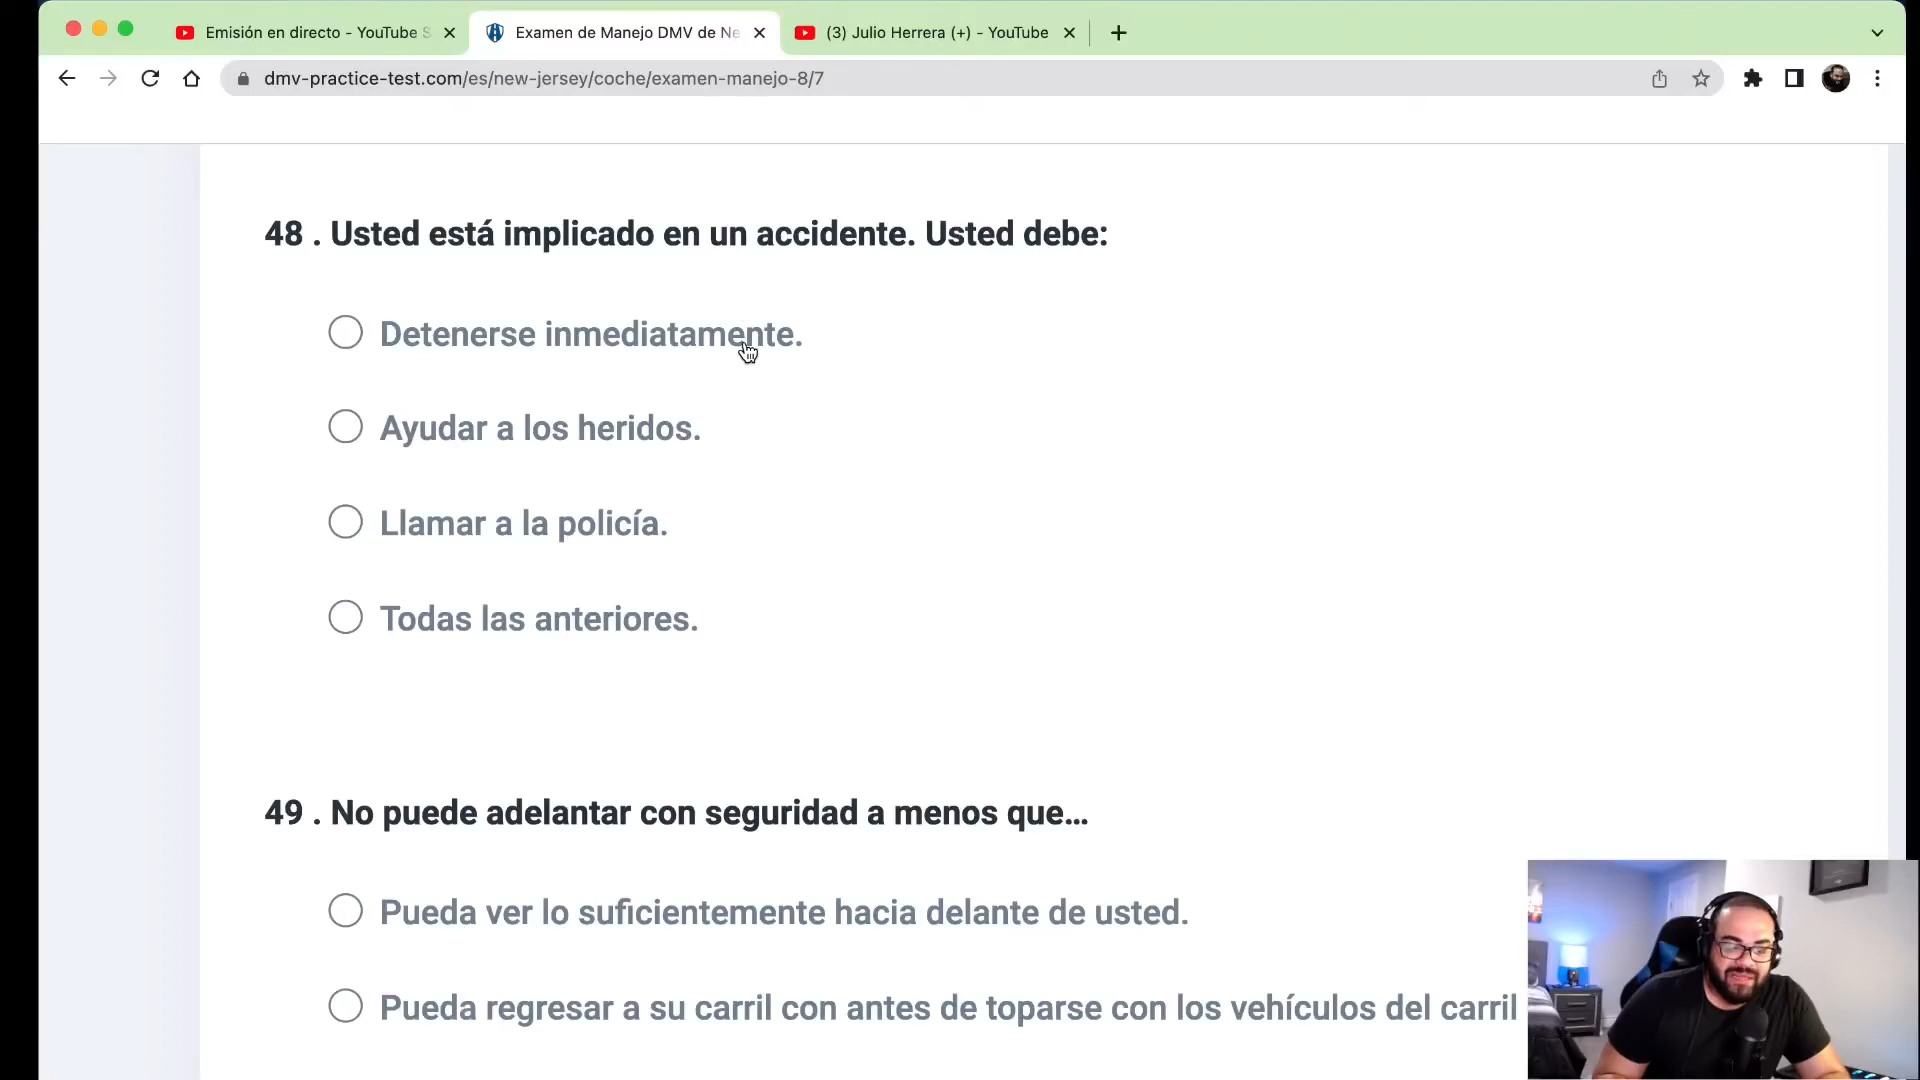 Emisión en directo - YouTube S
Examen de Manejo DMV de Ne
(3) Julio Herrera (+) - YouTube
dmv-practice-test.com/es/new-jersey/coche/examen-manejo-8/7
48 . Usted está implicado en un accidente. Usted debe:
Detenerse inmediatamente.
Ayudar a los heridos.
Llamar a la policía.
Todas las anteriores.
49 . No puede adelantar con seguridad a menos que...
Pueda ver lo suficientemente hacia delante de usted.
Pueda regresar a su carril con antes de toparse con los vehículos del carril